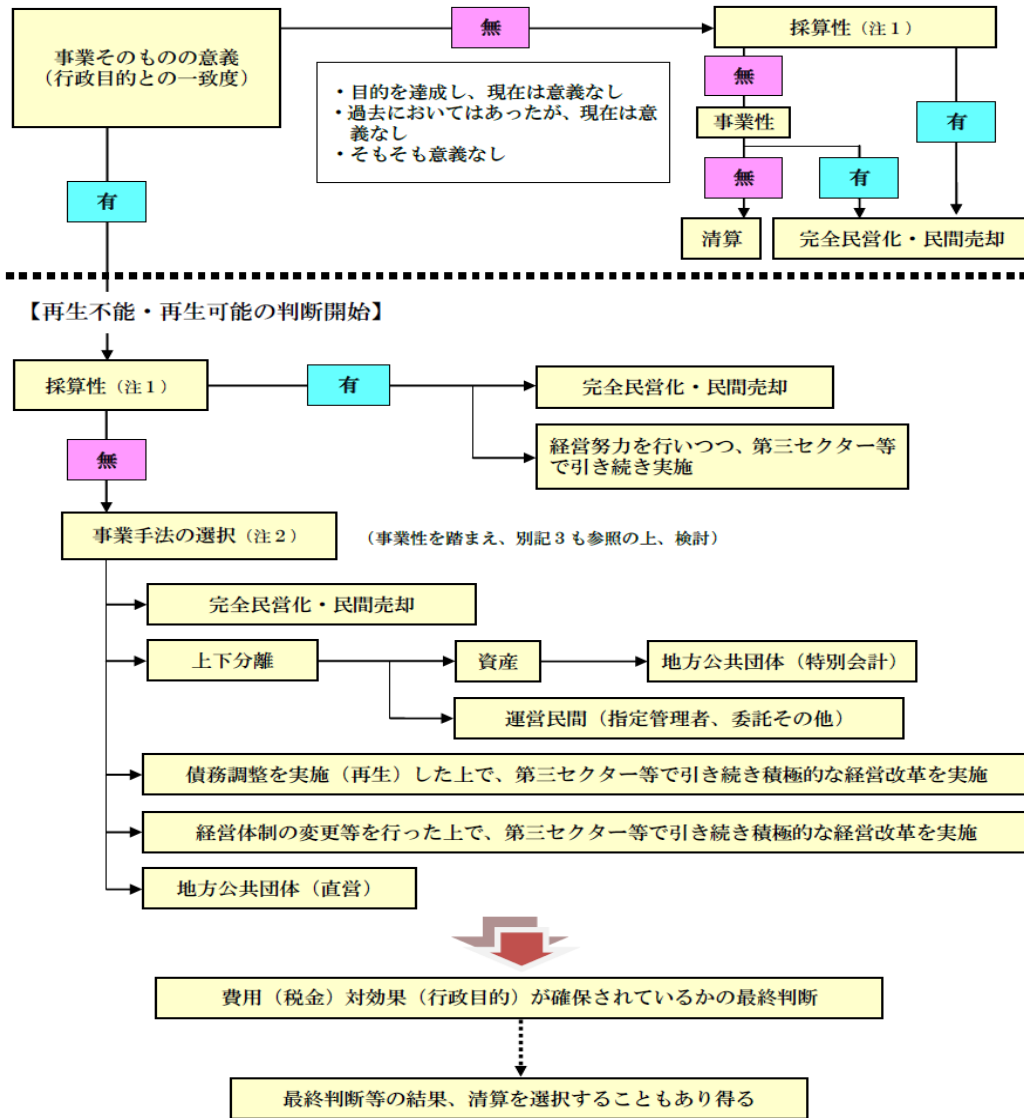 事業そのものの意義
(行政目的との一致度)
無
採算性（注１）
・目的を達成し、現在は意義なし
・過去においてはあったが、現在は意
義なし
・そもそも意義なし
無
事業性
有
有
無
有
清算
完全民営化・民間売却
【再生不能・再生可能の判断開始】
採算性（注１）
有
完全民営化・民間売却
経営努力を行いつつ、第三セクター等
で引き続き実施
無
事業手法の選択（注２）
（事業性を踏まえ、別記３も参照の上、検討）
完全民営化・民間売却
上下分離
資産
地方公共団体（特別会計）
運営民間（指定管理者、委託その他）
債務調整を実施（再生）した上で、第三セクター等で引き続き積極的な経営改革を実施
経営体制の変更等を行った上で、第三セクター等で引き続き積極的な経営改革を実施
地方公共団体（直営）
費用（税金）対効果（行政目的）が確保されているかの最終判断
最終判断等の結果、清算を選択することもあり得る